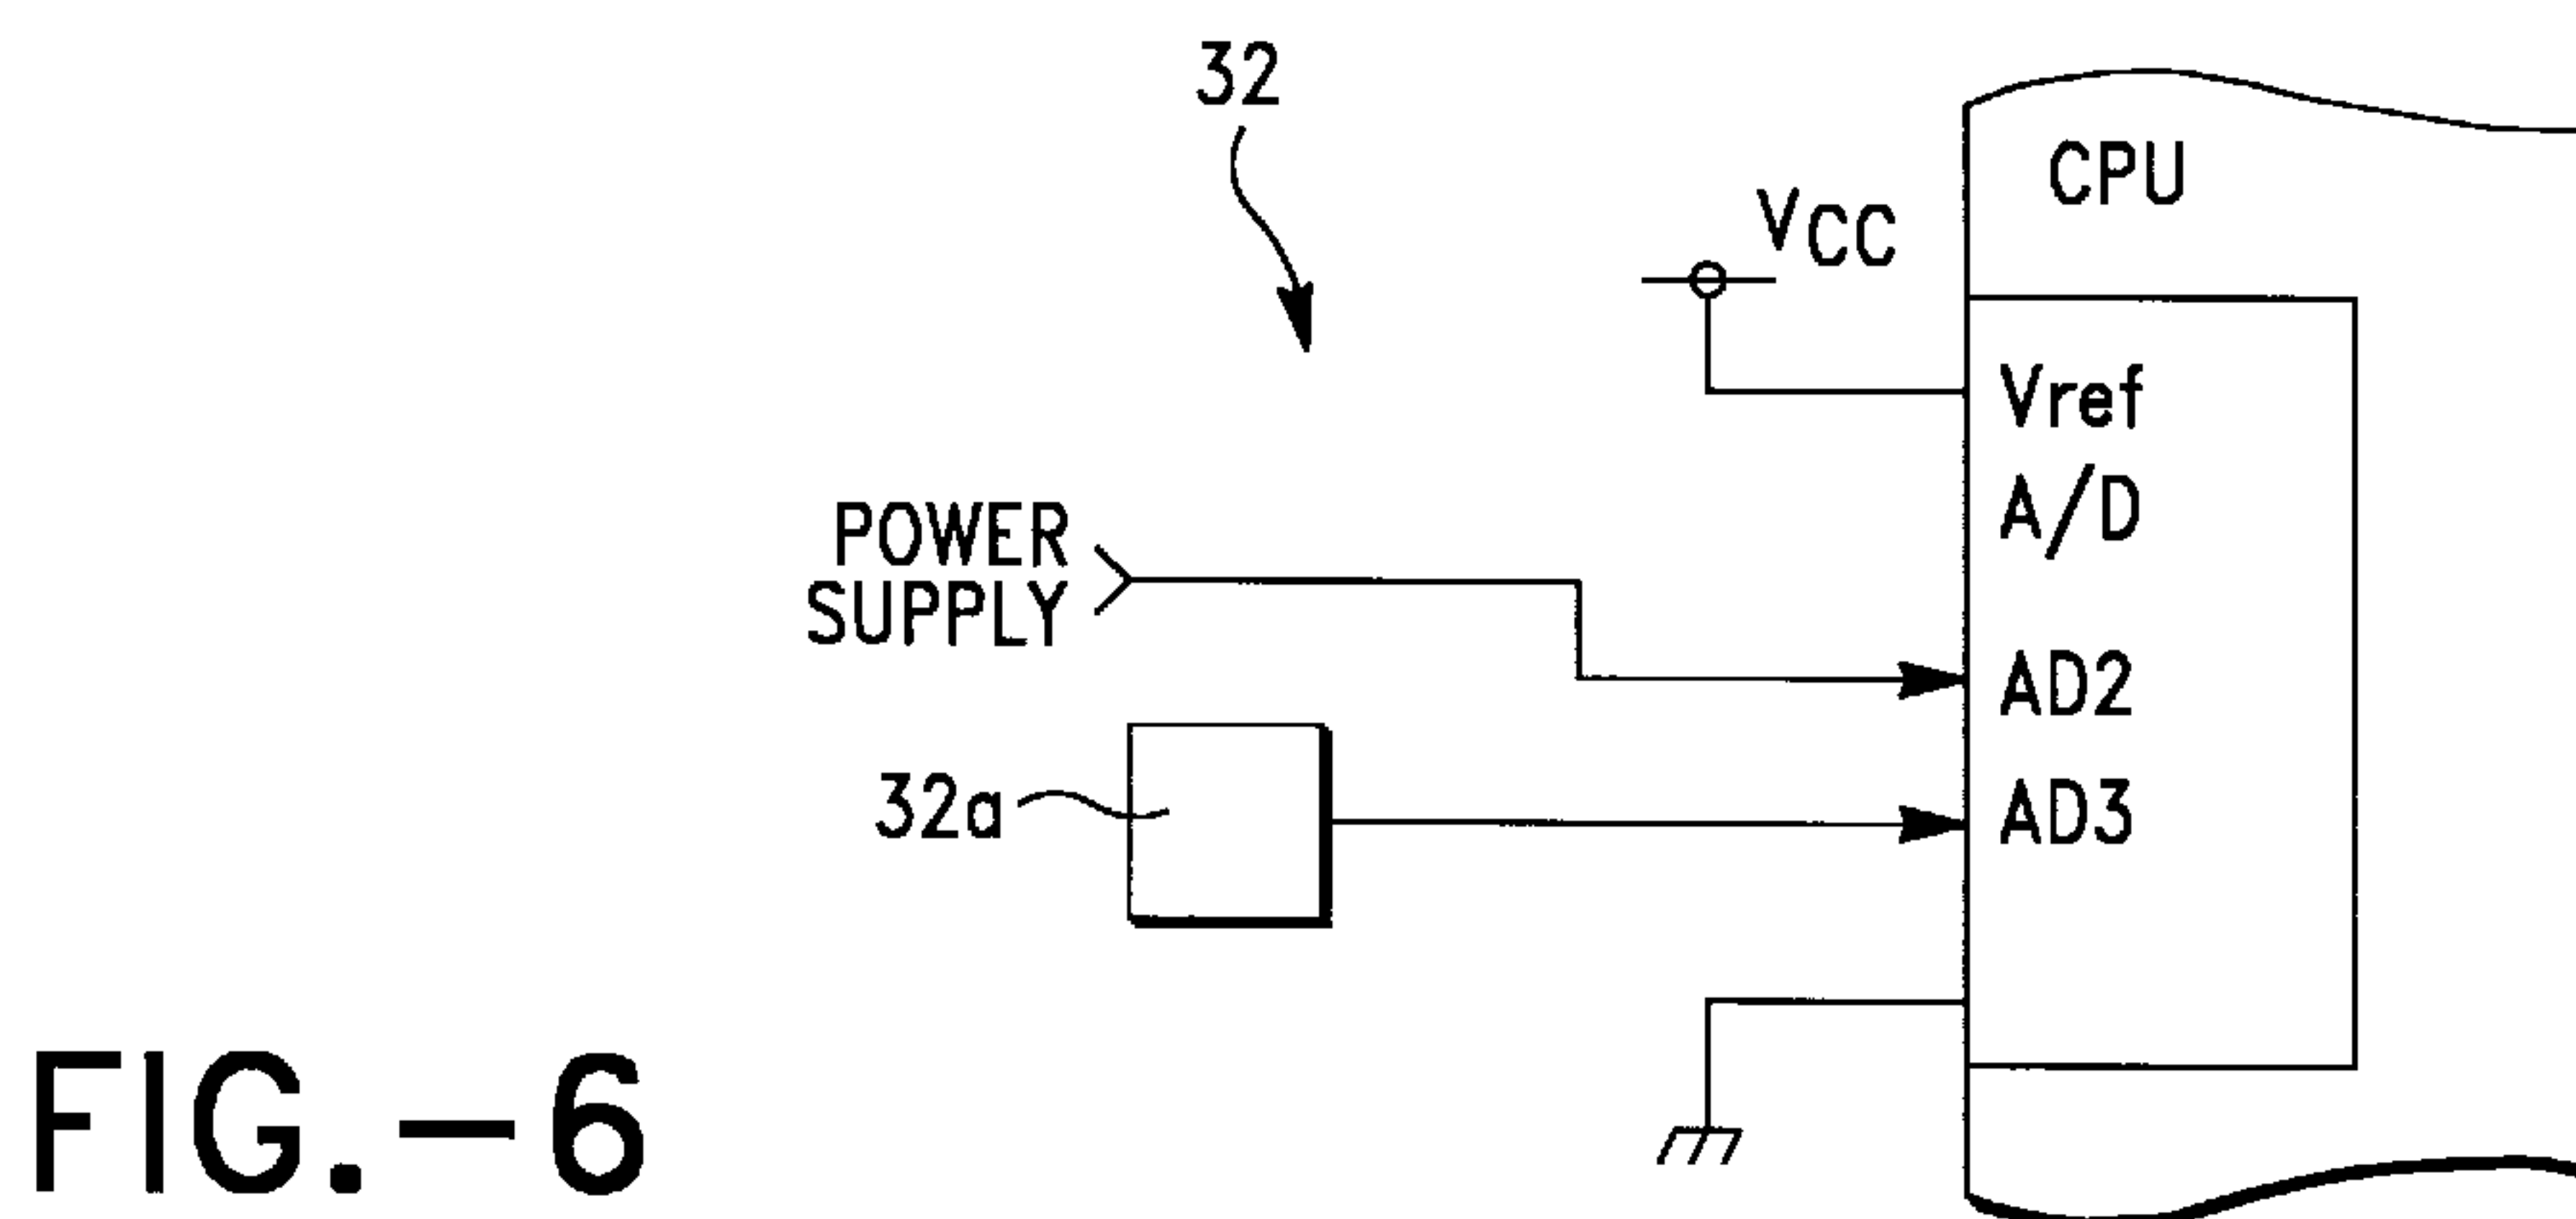 32
CPU
VCC
Vref
A/D
POWER
SUPPLY
AD2
32a
AD3
FIG.-6